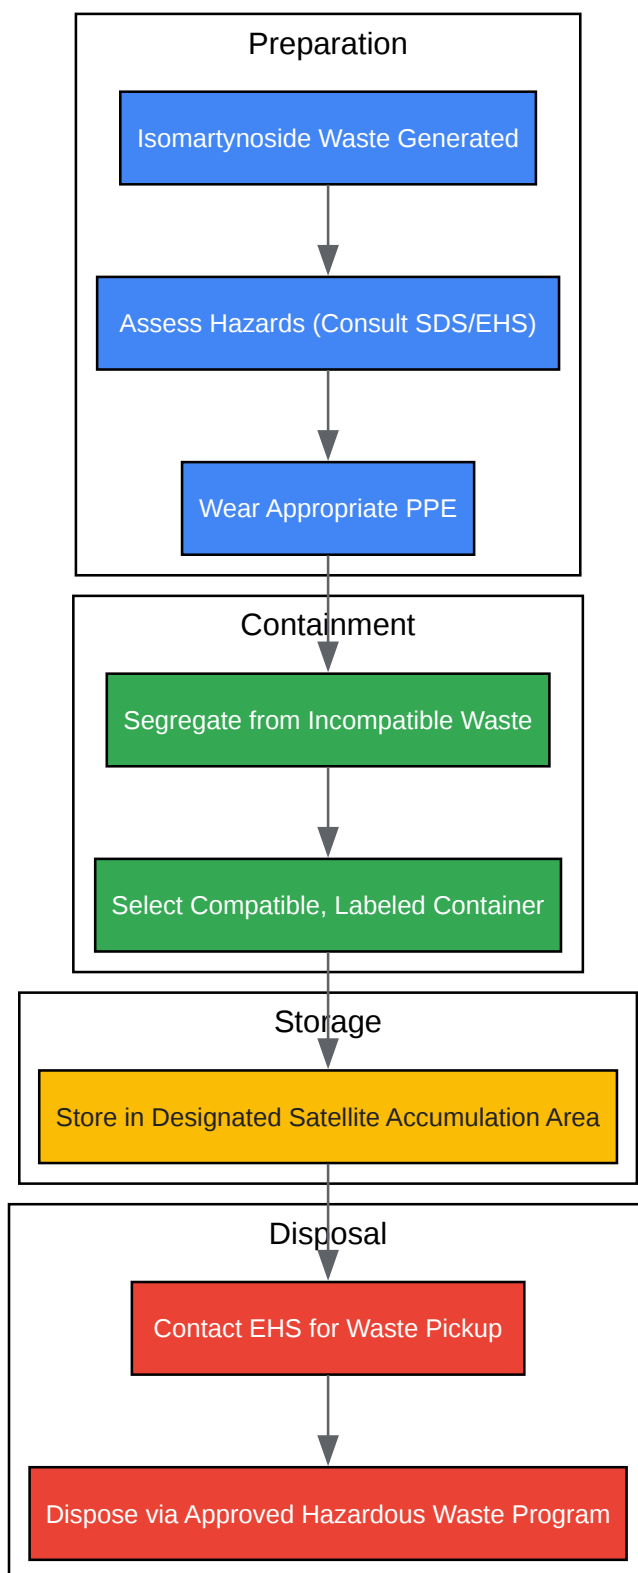 Preparation
Isomartynoside Waste Generated
Assess Hazards (Consult SDS/EHS)
Wear Appropriate PPE
Containment
Segregate from Incompatible Waste
Select Compatible, Labeled Container
Storage
Store in Designated Satellite Accumulation Area
Disposal
Contact EHS for Waste Pickup
Dispose via Approved Hazardous Waste Program